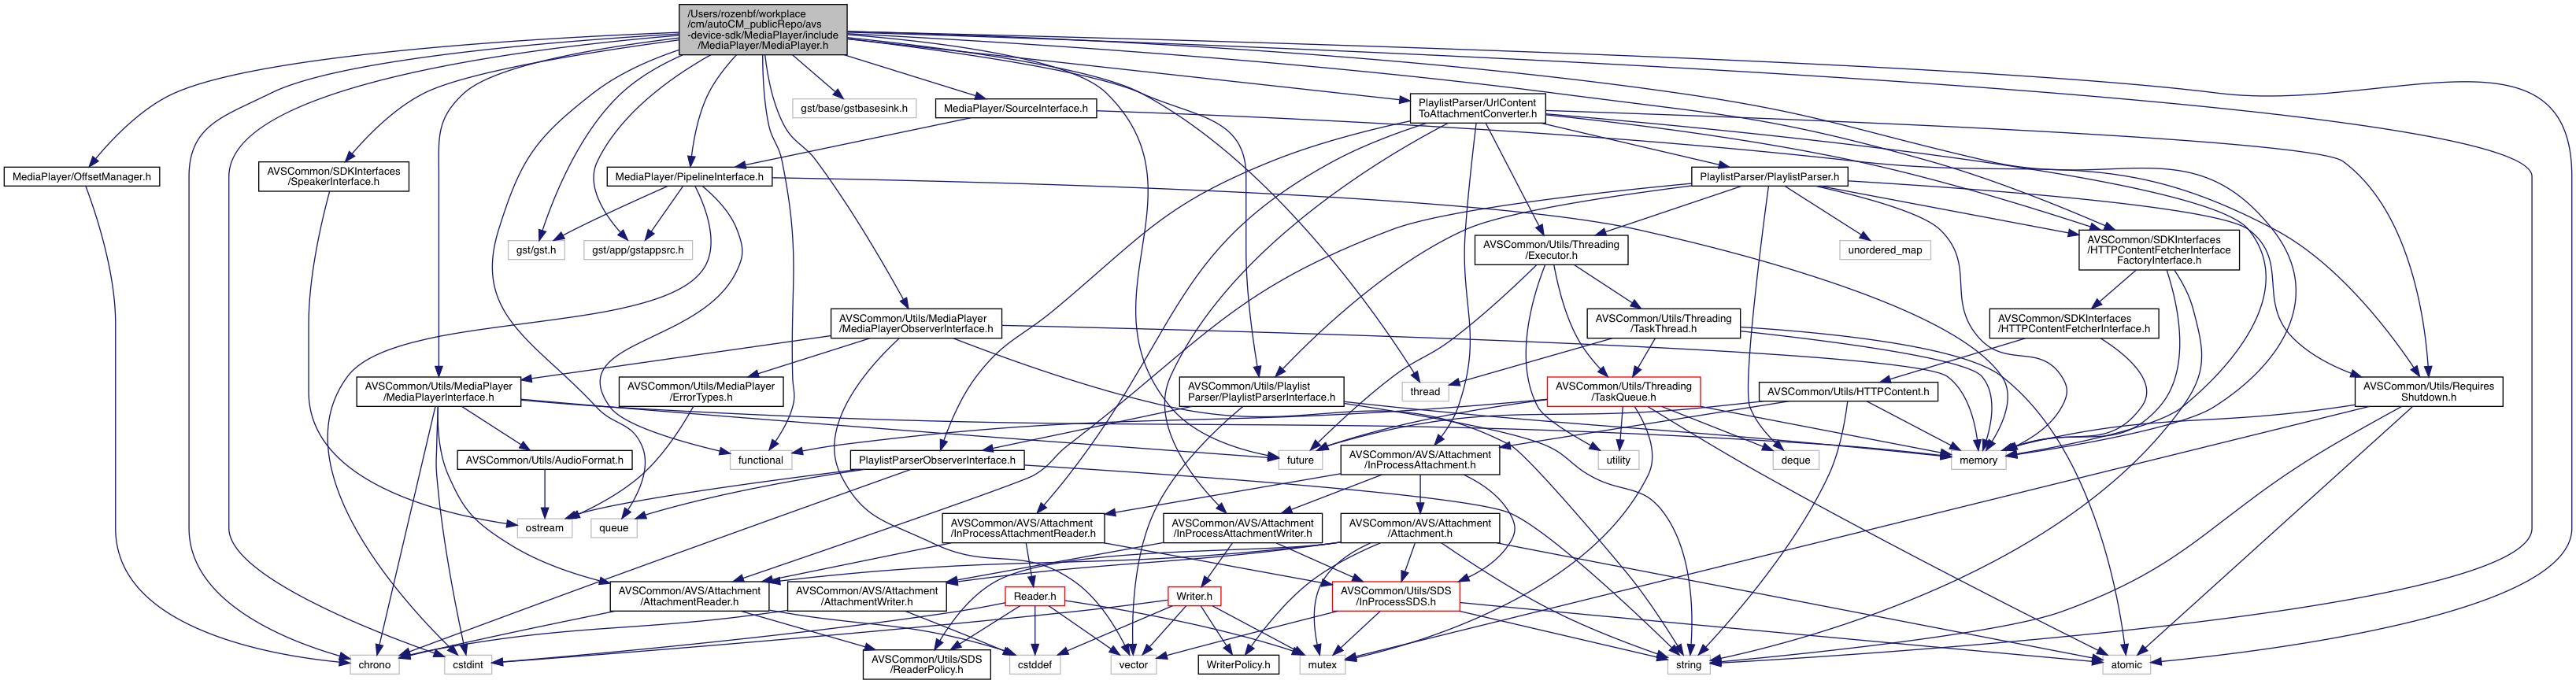 /Users/rozenbf/workplace
/cm/autoCM_publicRepo/avs
-device-sdk/MediaPlayer/include
/MediaPlayer/MediaPlayer.h
gst/base/gstbasesink.h
MediaPlayer/SourceInterface.h
PlaylistParser/UrlContent
ToAttachmentConverter.h
MediaPlayer/OffsetManager.h
AVSCommon/SDKInterfaces
/SpeakerInterface.h
MediaPlayer/PipelineInterface.h
PlaylistParser/PlaylistParser.h
gst/gst.h
gst/app/gstappsrc.h
AVSCommon/Utils/Threading
/Executor.h
unordered_map
AVSCommon/SDKInterfaces
/HTTPContentFetcherInterface
FactoryInterface.h
AVSCommon/Utils/MediaPlayer
/MediaPlayerObserverInterface.h
AVSCommon/Utils/Threading
/TaskThread.h
AVSCommon/SDKInterfaces
/HTTPContentFetcherInterface.h
AVSCommon/Utils/MediaPlayer
/MediaPlayerInterface.h
AVSCommon/Utils/MediaPlayer
/ErrorTypes.h
AVSCommon/Utils/Playlist
Parser/PlaylistParserInterface.h
thread
AVSCommon/Utils/Threading
/TaskQueue.h
AVSCommon/Utils/HTTPContent.h
AVSCommon/Utils/Requires
Shutdown.h
AVSCommon/Utils/AudioFormat.h
functional
PlaylistParserObserverInterface.h
future
AVSCommon/AVS/Attachment
/InProcessAttachment.h
utility
deque
memory
ostream
queue
AVSCommon/AVS/Attachment
/InProcessAttachmentReader.h
AVSCommon/AVS/Attachment
/InProcessAttachmentWriter.h
AVSCommon/AVS/Attachment
/Attachment.h
AVSCommon/AVS/Attachment
/AttachmentReader.h
AVSCommon/AVS/Attachment
/AttachmentWriter.h
Reader.h
Writer.h
AVSCommon/Utils/SDS
/InProcessSDS.h
chrono
cstdint
AVSCommon/Utils/SDS
/ReaderPolicy.h
cstddef
vector
WriterPolicy.h
mutex
string
atomic